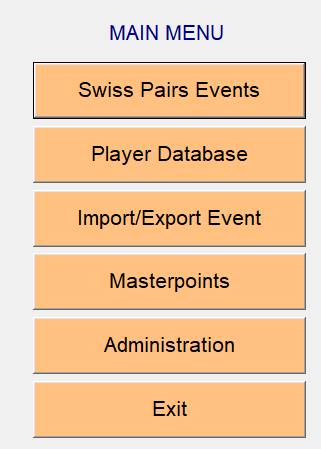 MAIN MENU
Swiss Pairs Events
Player Database
Import/Export Event
Masterpoints
Administration
Exit